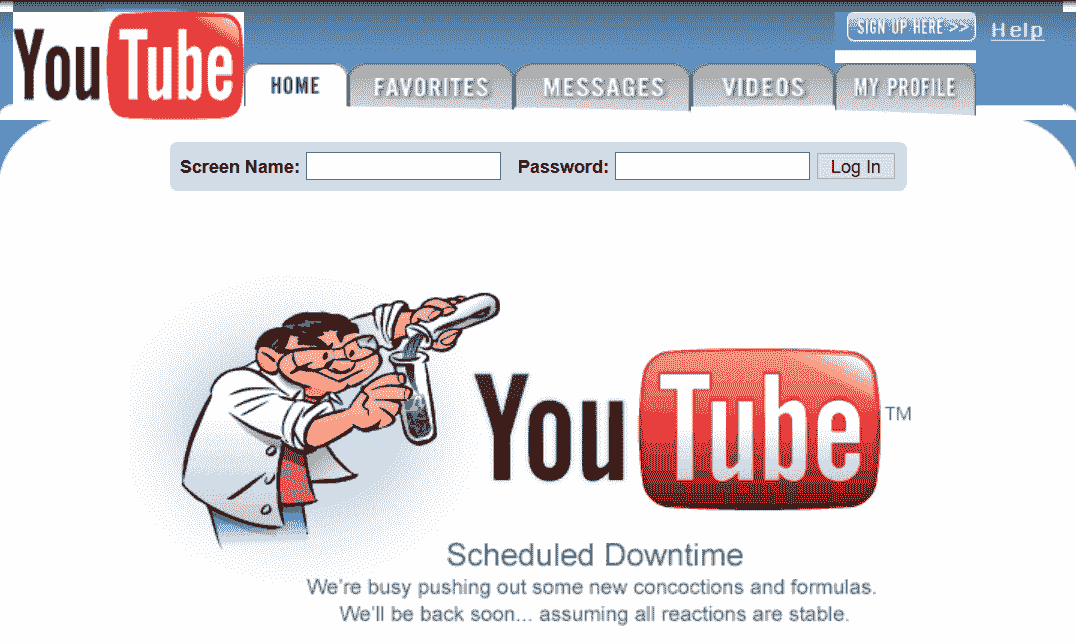 YouTube
HOME FAVORITES MESSAGES VIDEOS MY PROFILE
SIGN UP HERE >> Help
Screen Name: Password: Log In
YouTube TM
Scheduled Downtime
We're busy pushing out some new concoctions and formulas.
We'll be back soon... assuming all reactions are stable.